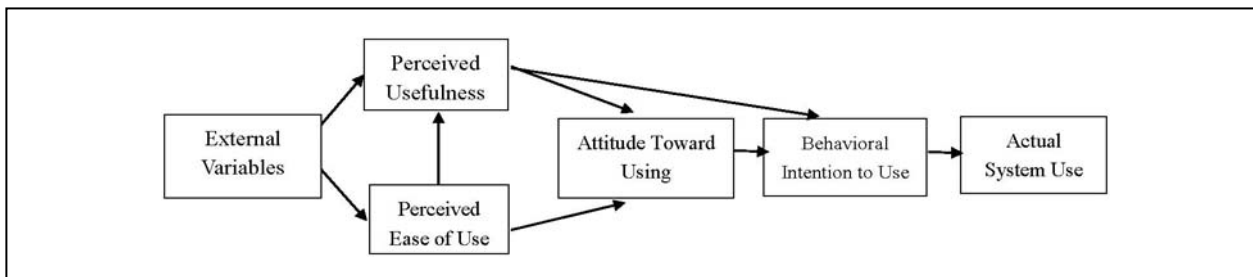 Perceived
Usefulness
External
Variables
Perceived
Ease of Use
Attitude Toward
Using
Behavioral
Intention to Use
Actual
System Use